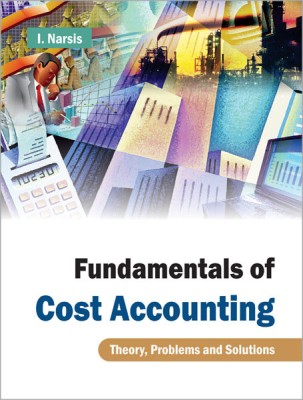 I. Narsis
Fundamentals of
Cost Accounting
Theory, Problems and Solutions